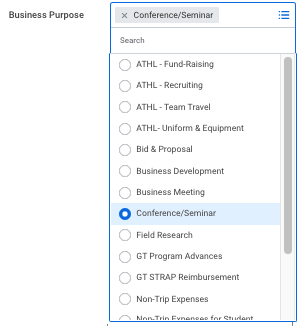 Business Purpose
× Conference/Seminar
Search
ATHL - Fund-Raising
ATHL - Recruiting
ATHL - Team Travel
ATHL- Uniform & Equipment
Bid & Proposal
Business Development
Business Meeting
Conference/Seminar
Field Research
GT Program Advances
GT STRAP Reimbursement
Non-Trip Expenses
Non-Trip Expenses for Student